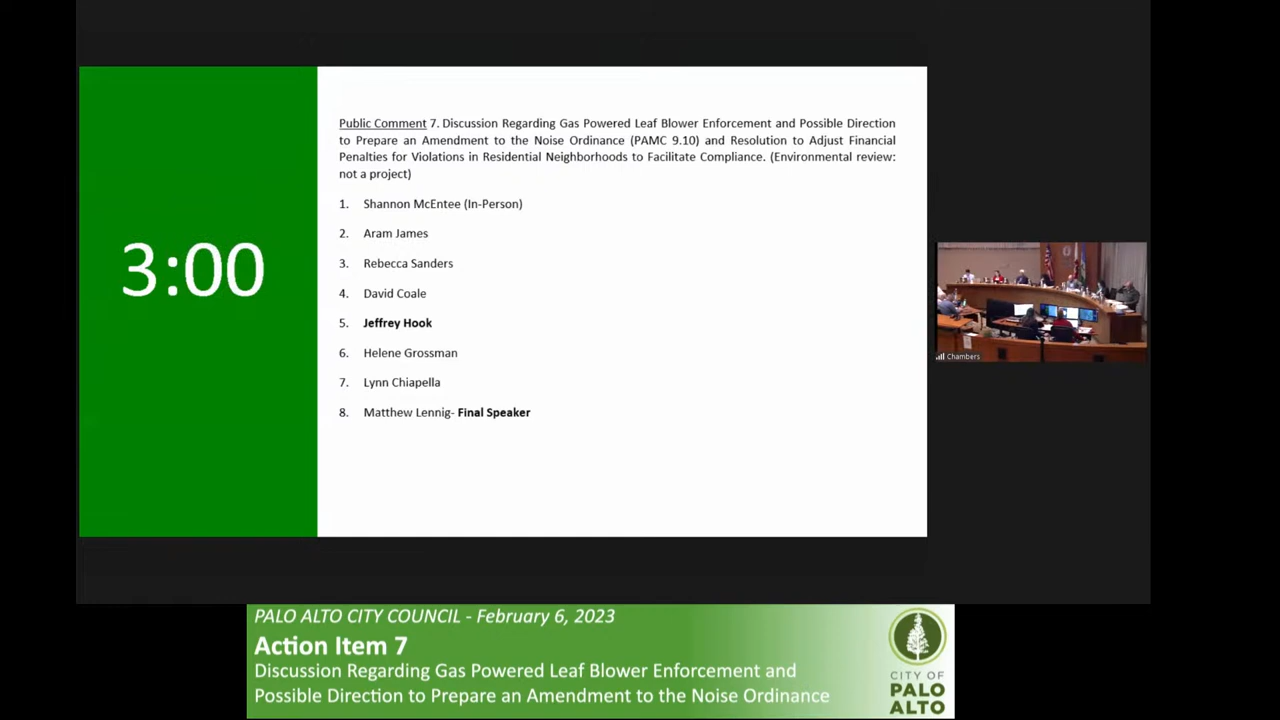 3:00
Public Comment 7. Discussion Regarding Gas Powered Leaf Blower Enforcement and Possible Direction
to Prepare an Amendment to the Noise Ordinance (PAMC 9.10) and Resolution to Adjust Financial
Penalties for Violations in Residential Neighborhoods to Facilitate Compliance. (Environmental review:
not a project)
1. Shannon McEntee (In-Person)
2. Aram James
3. Rebecca Sanders
4. David Coale
5. Jeffrey Hook
6. Helene Grossman
7. Lynn Chiapella
8. Matthew Lennig- Final Speaker
Chambers
PALO ALTO CITY COUNCIL - February 6, 2023
Action Item 7
Discussion Regarding Gas Powered Leaf Blower Enforcement and
Possible Direction to Prepare an Amendment to the Noise Ordinance
CITY OF
PALO
ALTO